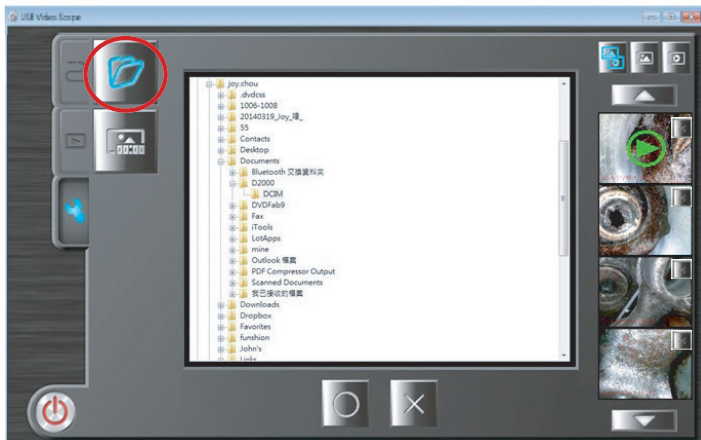 USB Video Scope
joy.chou
.dvdcss
1006-1008
55
Contacts
Desktop
Documents
Bluetooth 交換資料夾
D2000
DCIM
DVDFab9
Fax
iTools
LotApps
mine
Outlook 檔案
PDF Compressor Output
Scanned Documents
我已接收的檔案
Downloads
Dropbox
Favorites
funshion
John's
Links